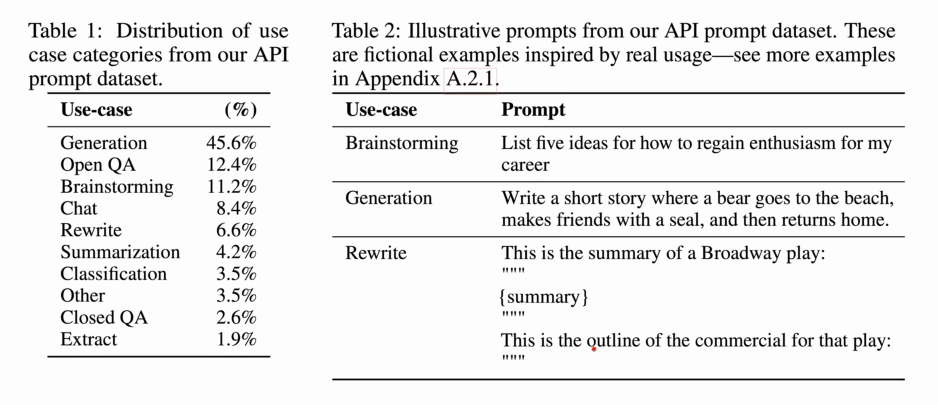 Table 1: Distribution of use
case categories from our API
prompt dataset.
Use-case (%)
Generation 45.6%
Open QA 12.4%
Brainstorming 11.2%
Chat 8.4%
Rewrite 6.6%
Summarization 4.2%
Classification 3.5%
Other 3.5%
Closed QA 2.6%
Extract 1.9%
Table 2: Illustrative prompts from our API prompt dataset. These
are fictional examples inspired by real usage—see more examples
in Appendix A.2.1.
Use-case Prompt
Brainstorming List five ideas for how to regain enthusiasm for my
career
Generation Write a short story where a bear goes to the beach,
makes friends with a seal, and then returns home.
Rewrite This is the summary of a Broadway play:
"""
{summary}
"""
This is the outline of the commercial for that play:
"""